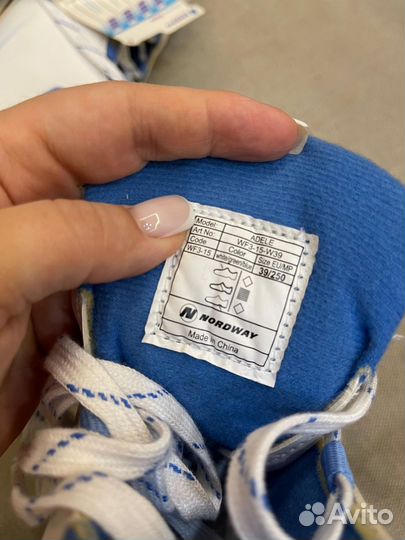 Model: ADELE
Art No: WF3-15-W39
Code Color Size EU/MP
WF3-15 white/green/blue 39/250
NORDWAY
Made in China
Avito